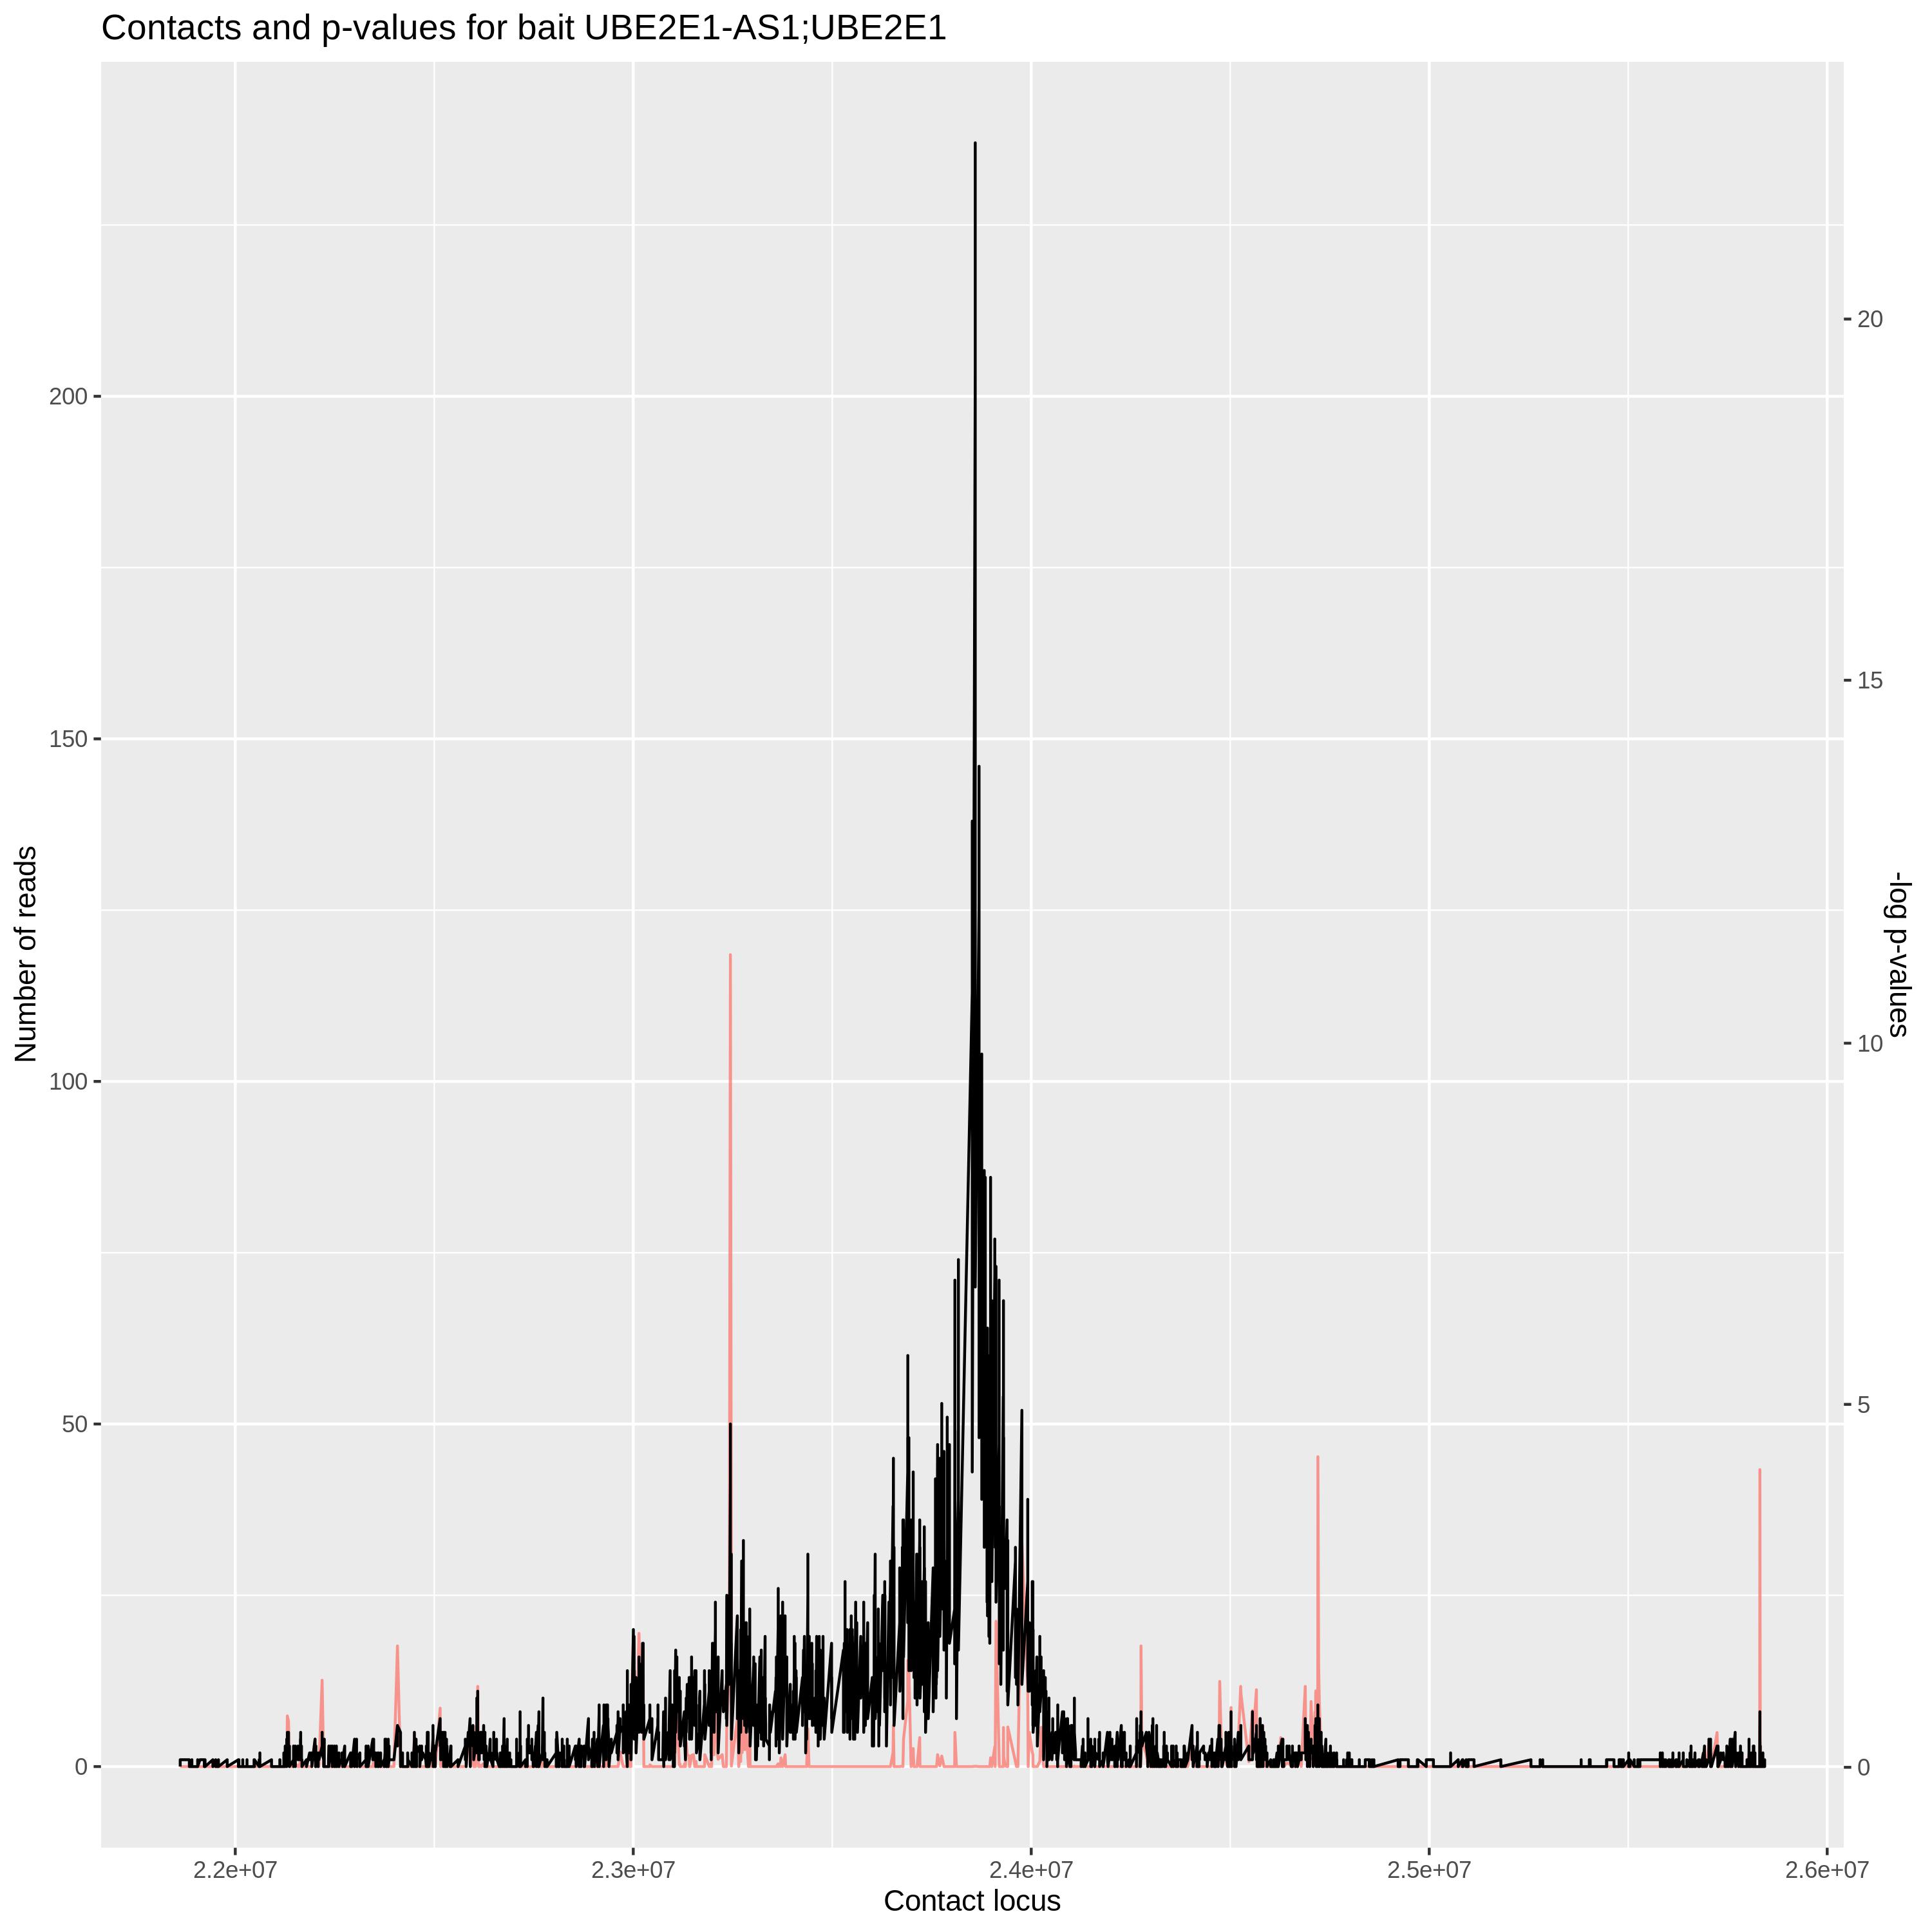 Contacts and p-values for bait UBE2E1-AS1;UBE2E1
200
150
100
50
0
Number of reads
20
15
10
5
0
-log p-values
2.2e+07
2.3e+07
2.4e+07
2.5e+07
2.6e+07
Contact locus